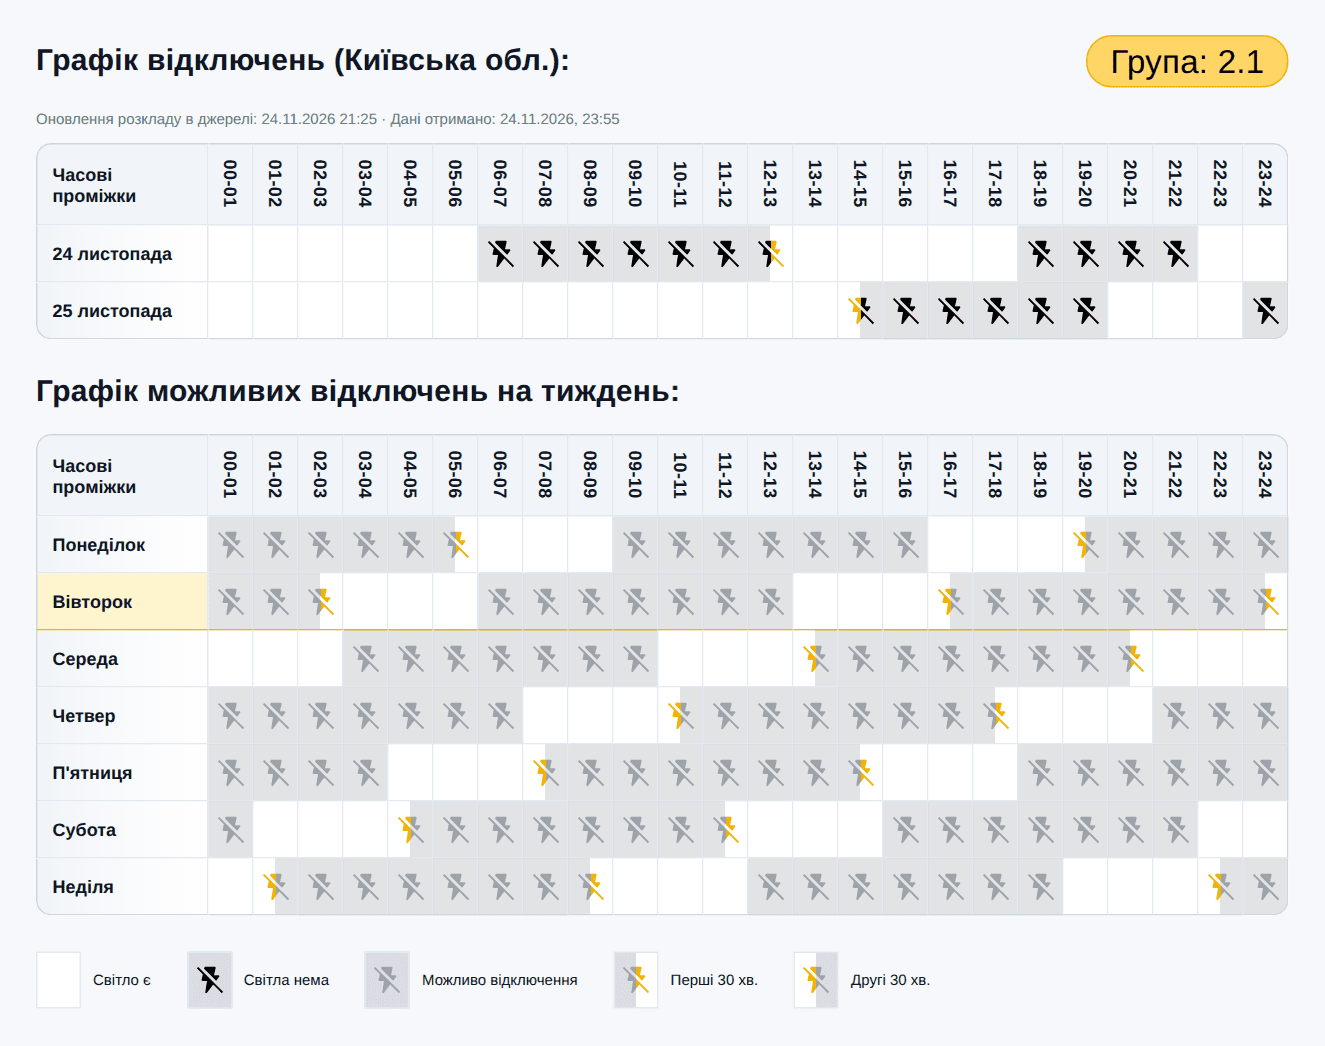 Графік відключень (Київська обл.):
Група: 2.1
Оновлення розкладу в джерелі: 24.11.2026 21:25 · Дані отримано: 24.11.2026, 23:55
Часові проміжки 00-01 01-02 02-03 03-04 04-05 05-06 06-07 07-08 08-09 09-10 10-11 11-12 12-13 13-14 14-15 15-16 16-17 17-18 18-19 19-20 20-21 21-22 22-23 23-24
24 листопада
25 листопада
Графік можливих відключень на тиждень:
Часові проміжки 00-01 01-02 02-03 03-04 04-05 05-06 06-07 07-08 08-09 09-10 10-11 11-12 12-13 13-14 14-15 15-16 16-17 17-18 18-19 19-20 20-21 21-22 22-23 23-24
Понеділок
Вівторок
Середа
Четвер
П'ятниця
Субота
Неділя
Світло є Світла нема Можливо відключення Перші 30 хв. Другі 30 хв.